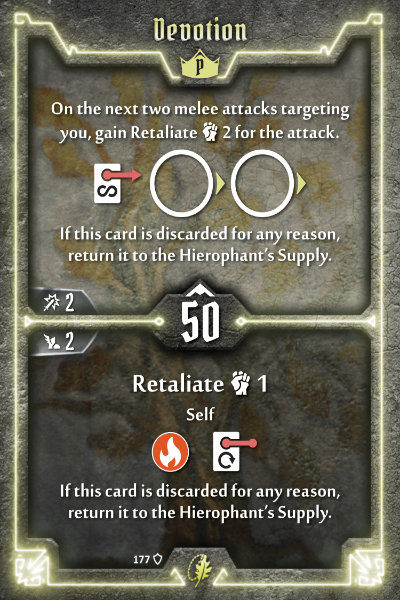 Devotion
P
On the next two melee attacks targeting
you, gain Retaliate 2 for the attack.
If this card is discarded for any reason,
return it to the Hierophant's Supply.
2
50
2
Retaliate 1
Self
If this card is discarded for any reason,
return it to the Hierophant's Supply.
177